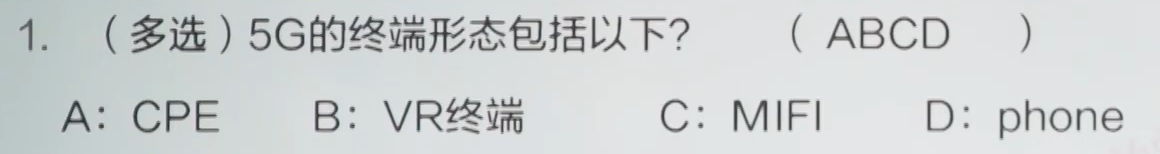 1. （多选）5G的终端形态包括以下? （ ABCD ）
A：CPE B：VR终端 C：MIFI D：phone